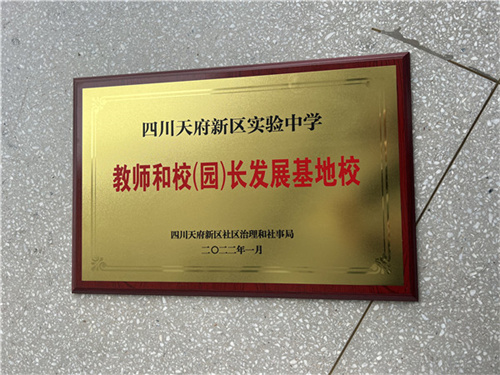 四川天府新区实验中学
教师和校(园)长发展基地校
四川天府新区社区治理和社事局
二〇二二年一月